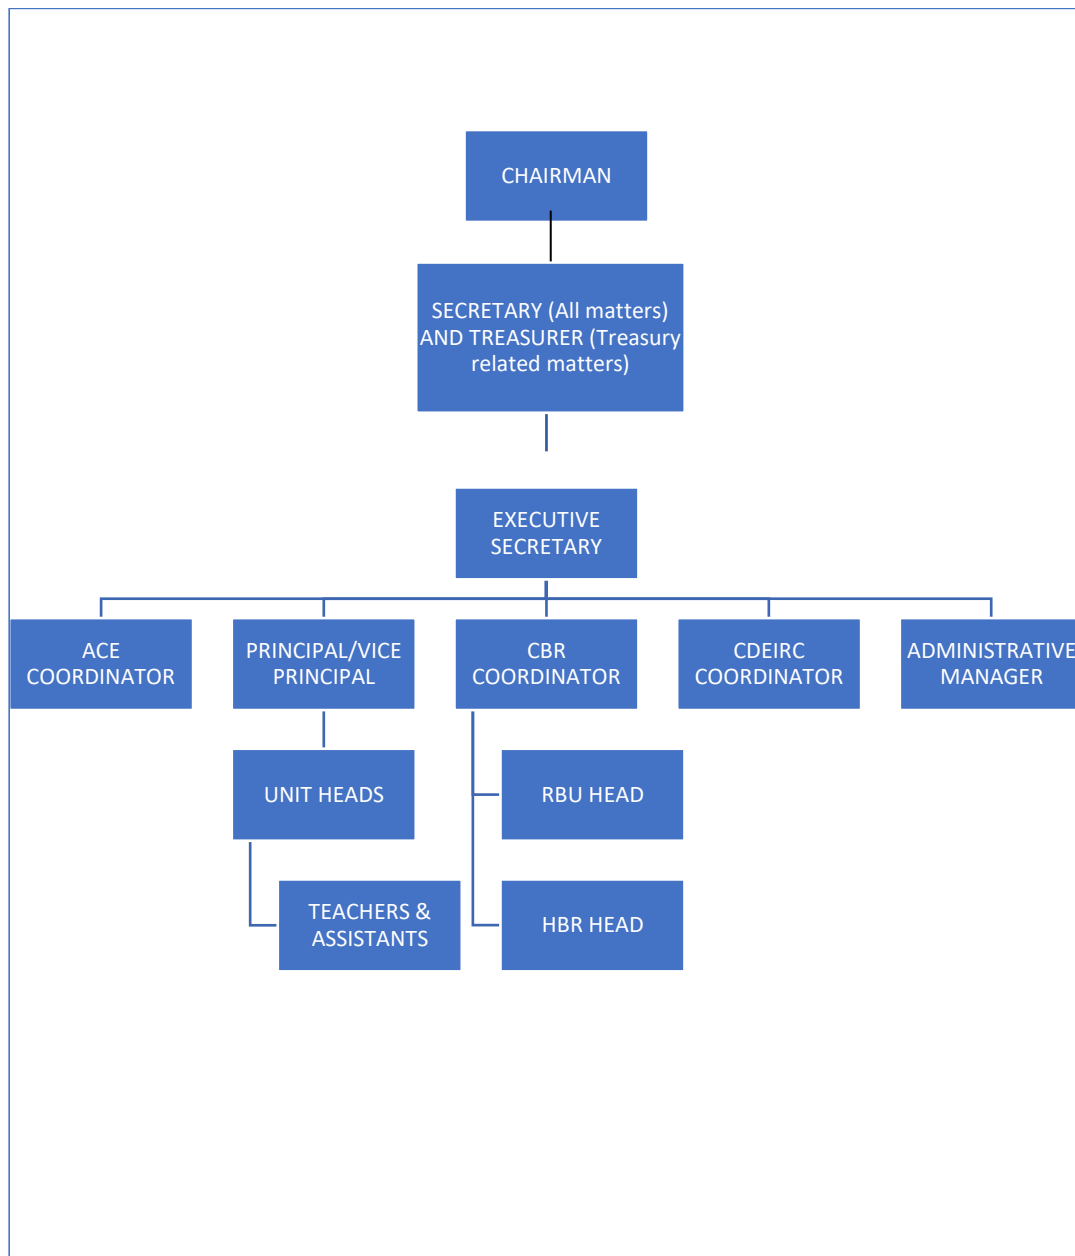 CHAIRMAN
SECRETARY (All matters)
AND TREASURER (Treasury
related matters)
EXECUTIVE
SECRETARY
ACE
COORDINATOR
PRINCIPAL/VICE
PRINCIPAL
CBR
COORDINATOR
CDEIRC
COORDINATOR
ADMINISTRATIVE
MANAGER
UNIT HEADS
RBU HEAD
TEACHERS &
ASSISTANTS
HBR HEAD